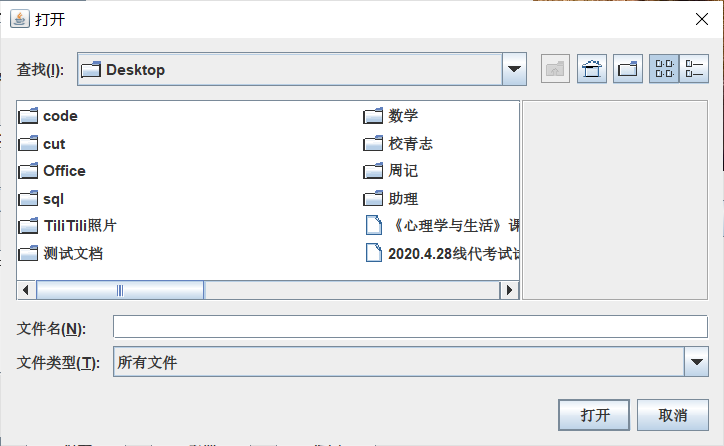 打开
查找(I):
Desktop
code
cut
Office
sql
TiliTili照片
测试文档
数学
校青志
周记
助理
《心理学与生活》课
2020.4.28线代考试
文件名(N):
文件类型(T):
所有文件
打开
取消